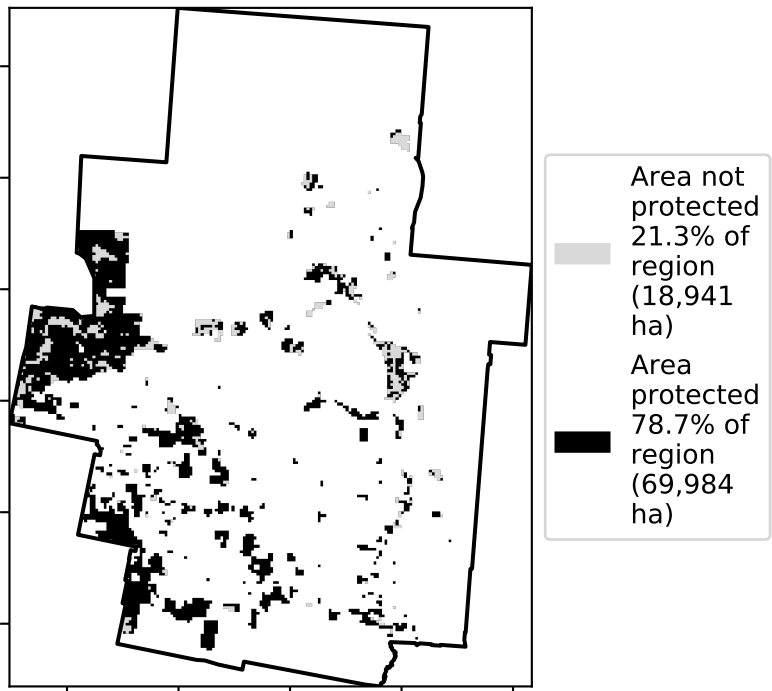 Area not
protected
21.3% of
region
(18,941
ha)
Area
protected
78.7% of
region
(69,984
ha)